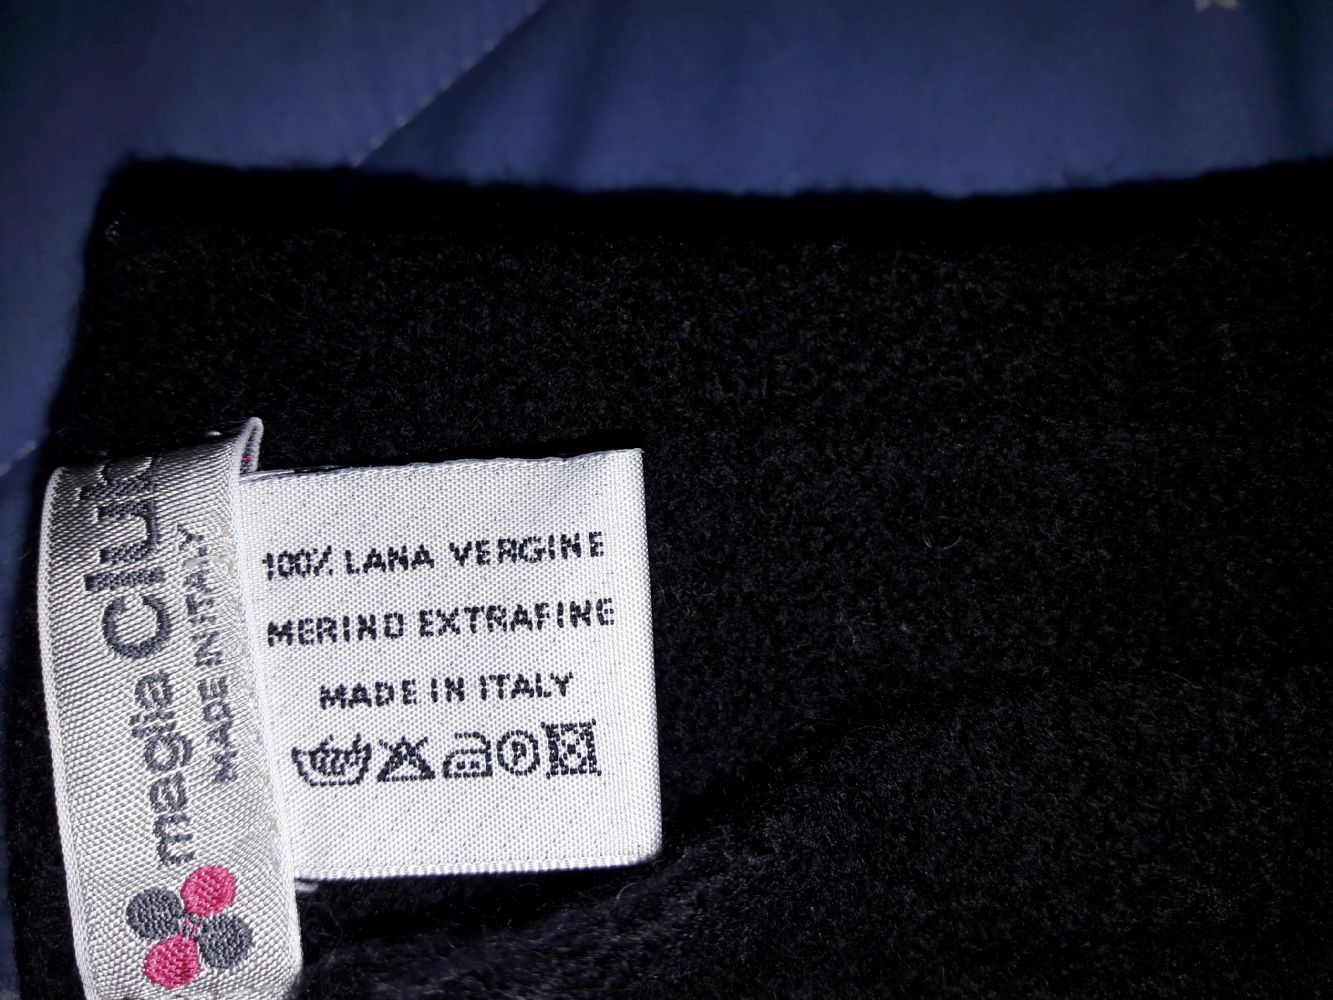 maglia Club
MADE IN ITALY
100% LANA VERGINE
MERINO EXTRAFINE
MADE IN ITALY
P